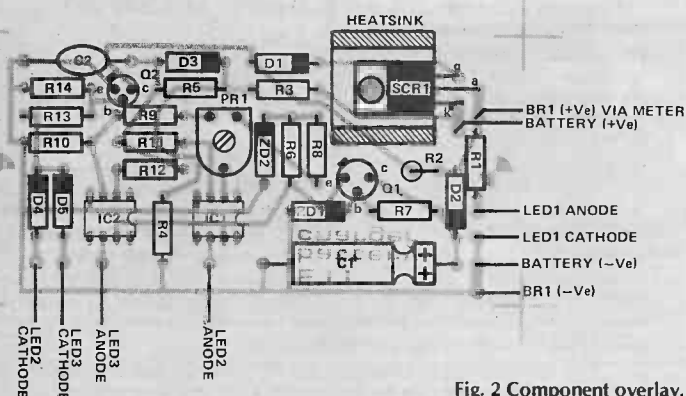 HEATSINK
C2
D3
D1
Q2
R14
e
c
R5
R3
SCR1
g
a
k
PR1
b
R13
R9
BR1 (+Ve) VIA METER
BATTERY (+Ve)
R10
R11
ZD2
R6
R8
R2
R1
R12
e
c
Q1
b
D2
D4
D5
IC2
R4
IC1
R7
LED1 ANODE
LED1 CATHODE
C1
++
BATTERY (−Ve)
BR1 (−Ve)
LED2 CATHODE
LED3 CATHODE
LED3 ANODE
LED2 ANODE
Fig. 2 Component overlay.